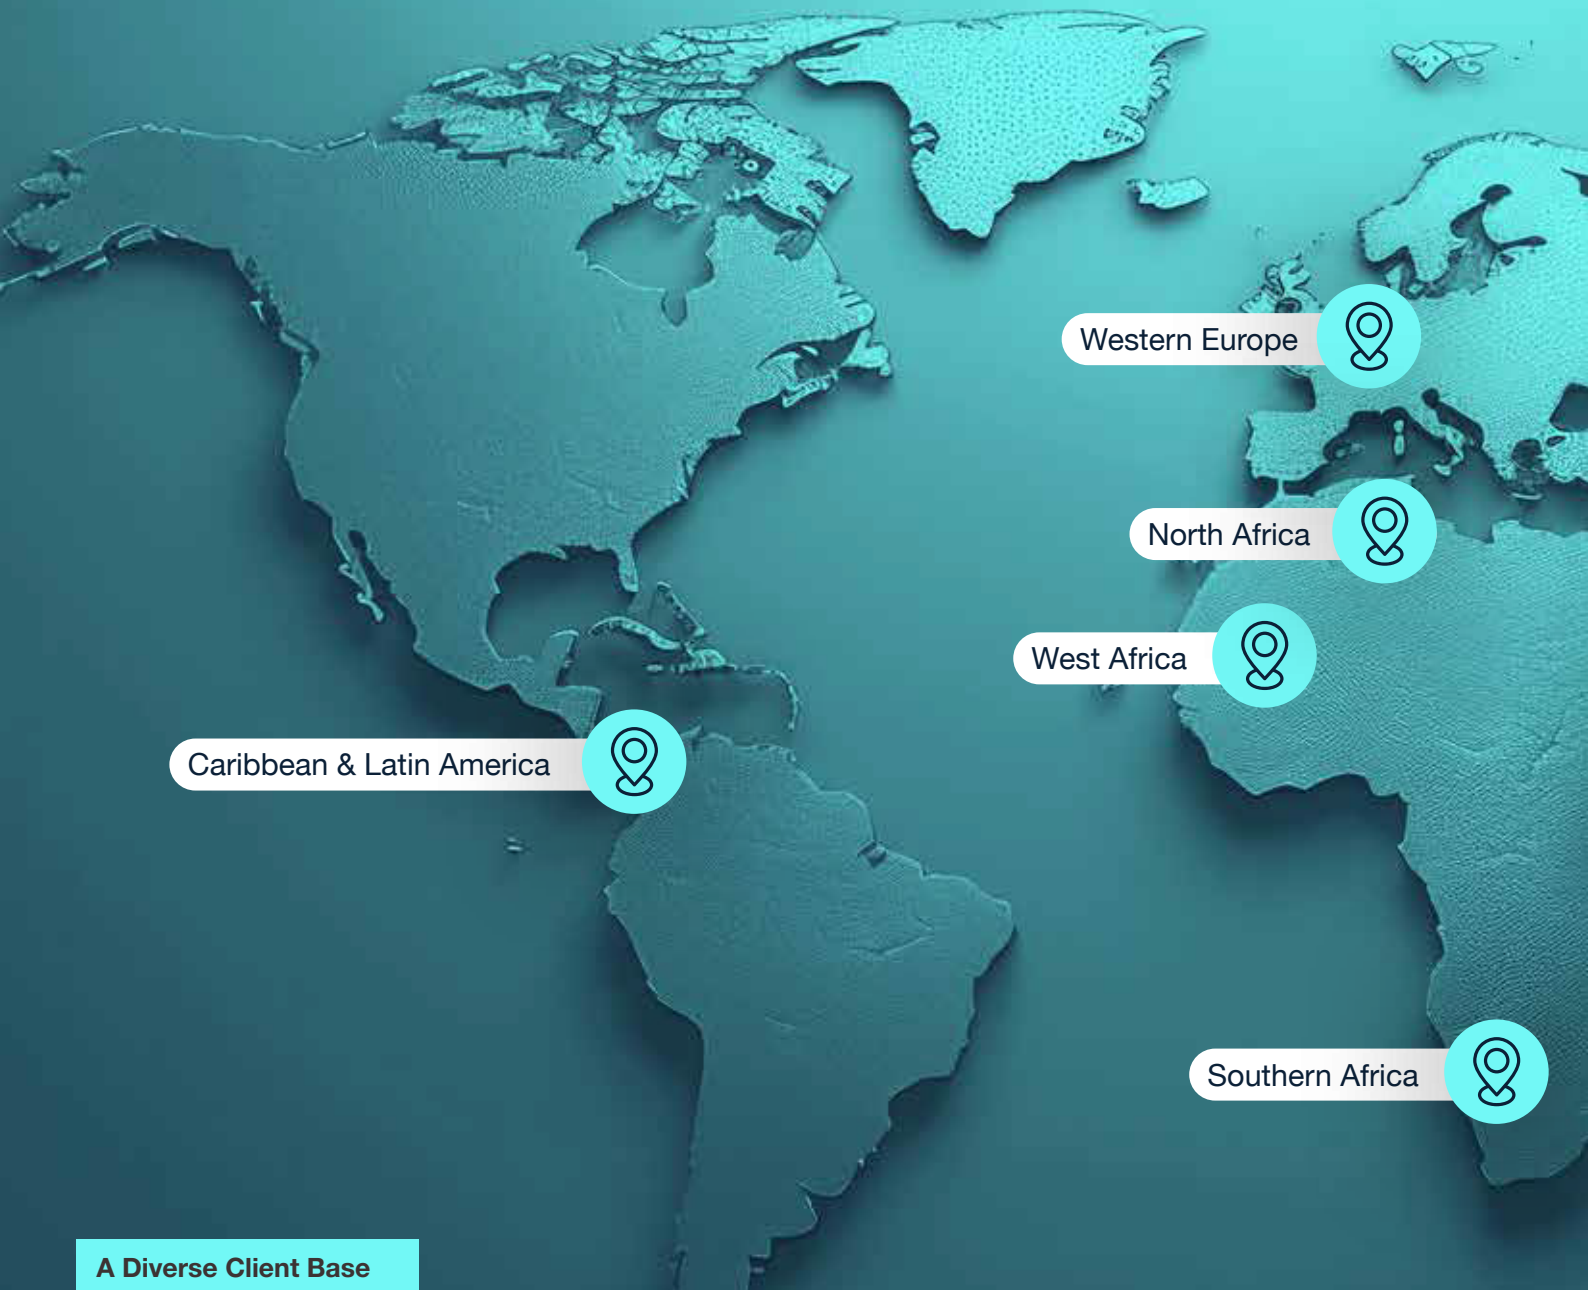 Western Europe
North Africa
West Africa
Caribbean & Latin America
Southern Africa
A Diverse Client Base